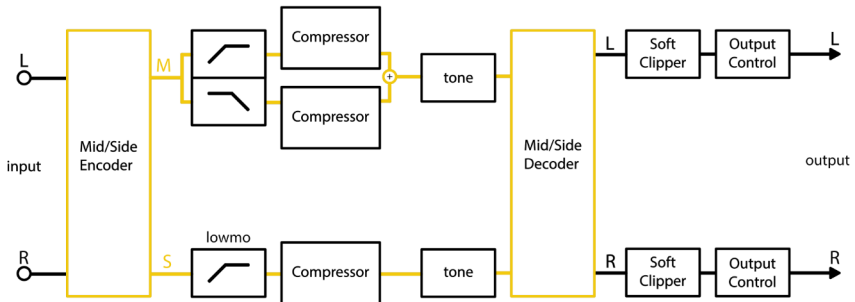 L
input
R
Mid/Side
Encoder
M
S
lowmo
Compressor
Compressor
Compressor
+
tone
tone
Mid/Side
Decoder
L
R
Soft
Clipper
Output
Control
L
output
Soft
Clipper
Output
Control
R